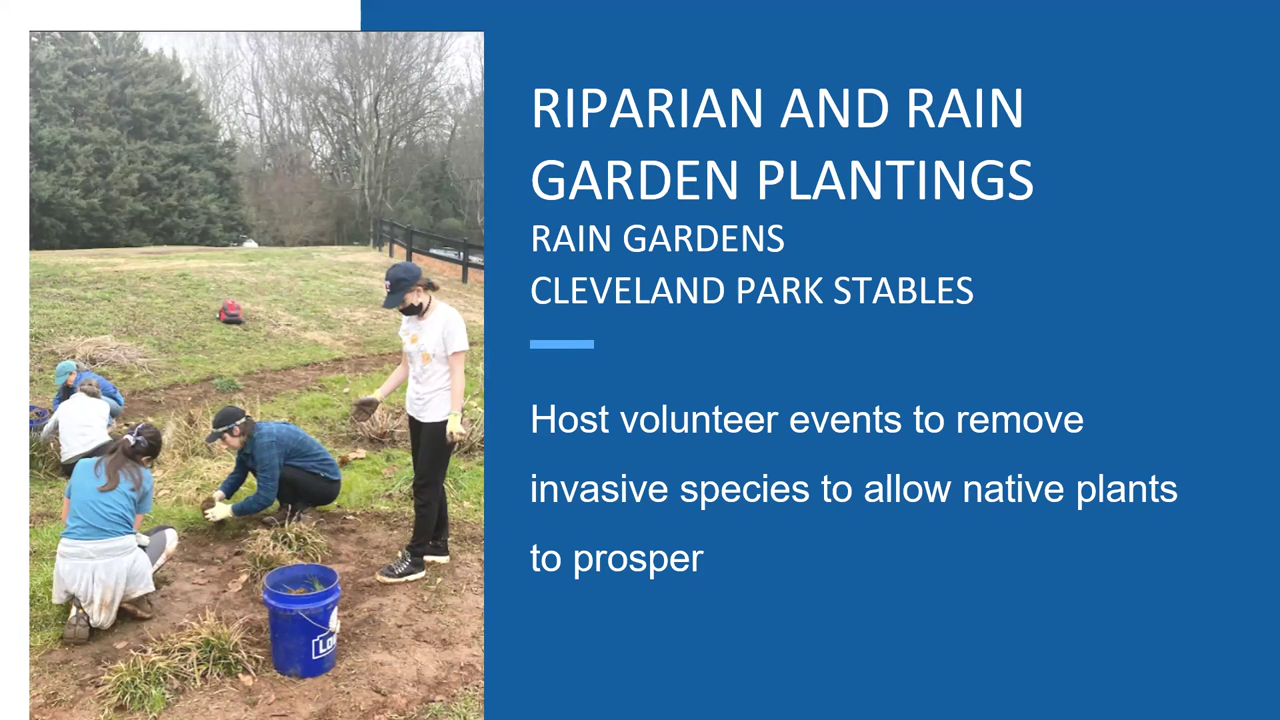 RIPARIAN AND RAIN
GARDEN PLANTINGS
RAIN GARDENS
CLEVELAND PARK STABLES
Host volunteer events to remove
invasive species to allow native plants
to prosper